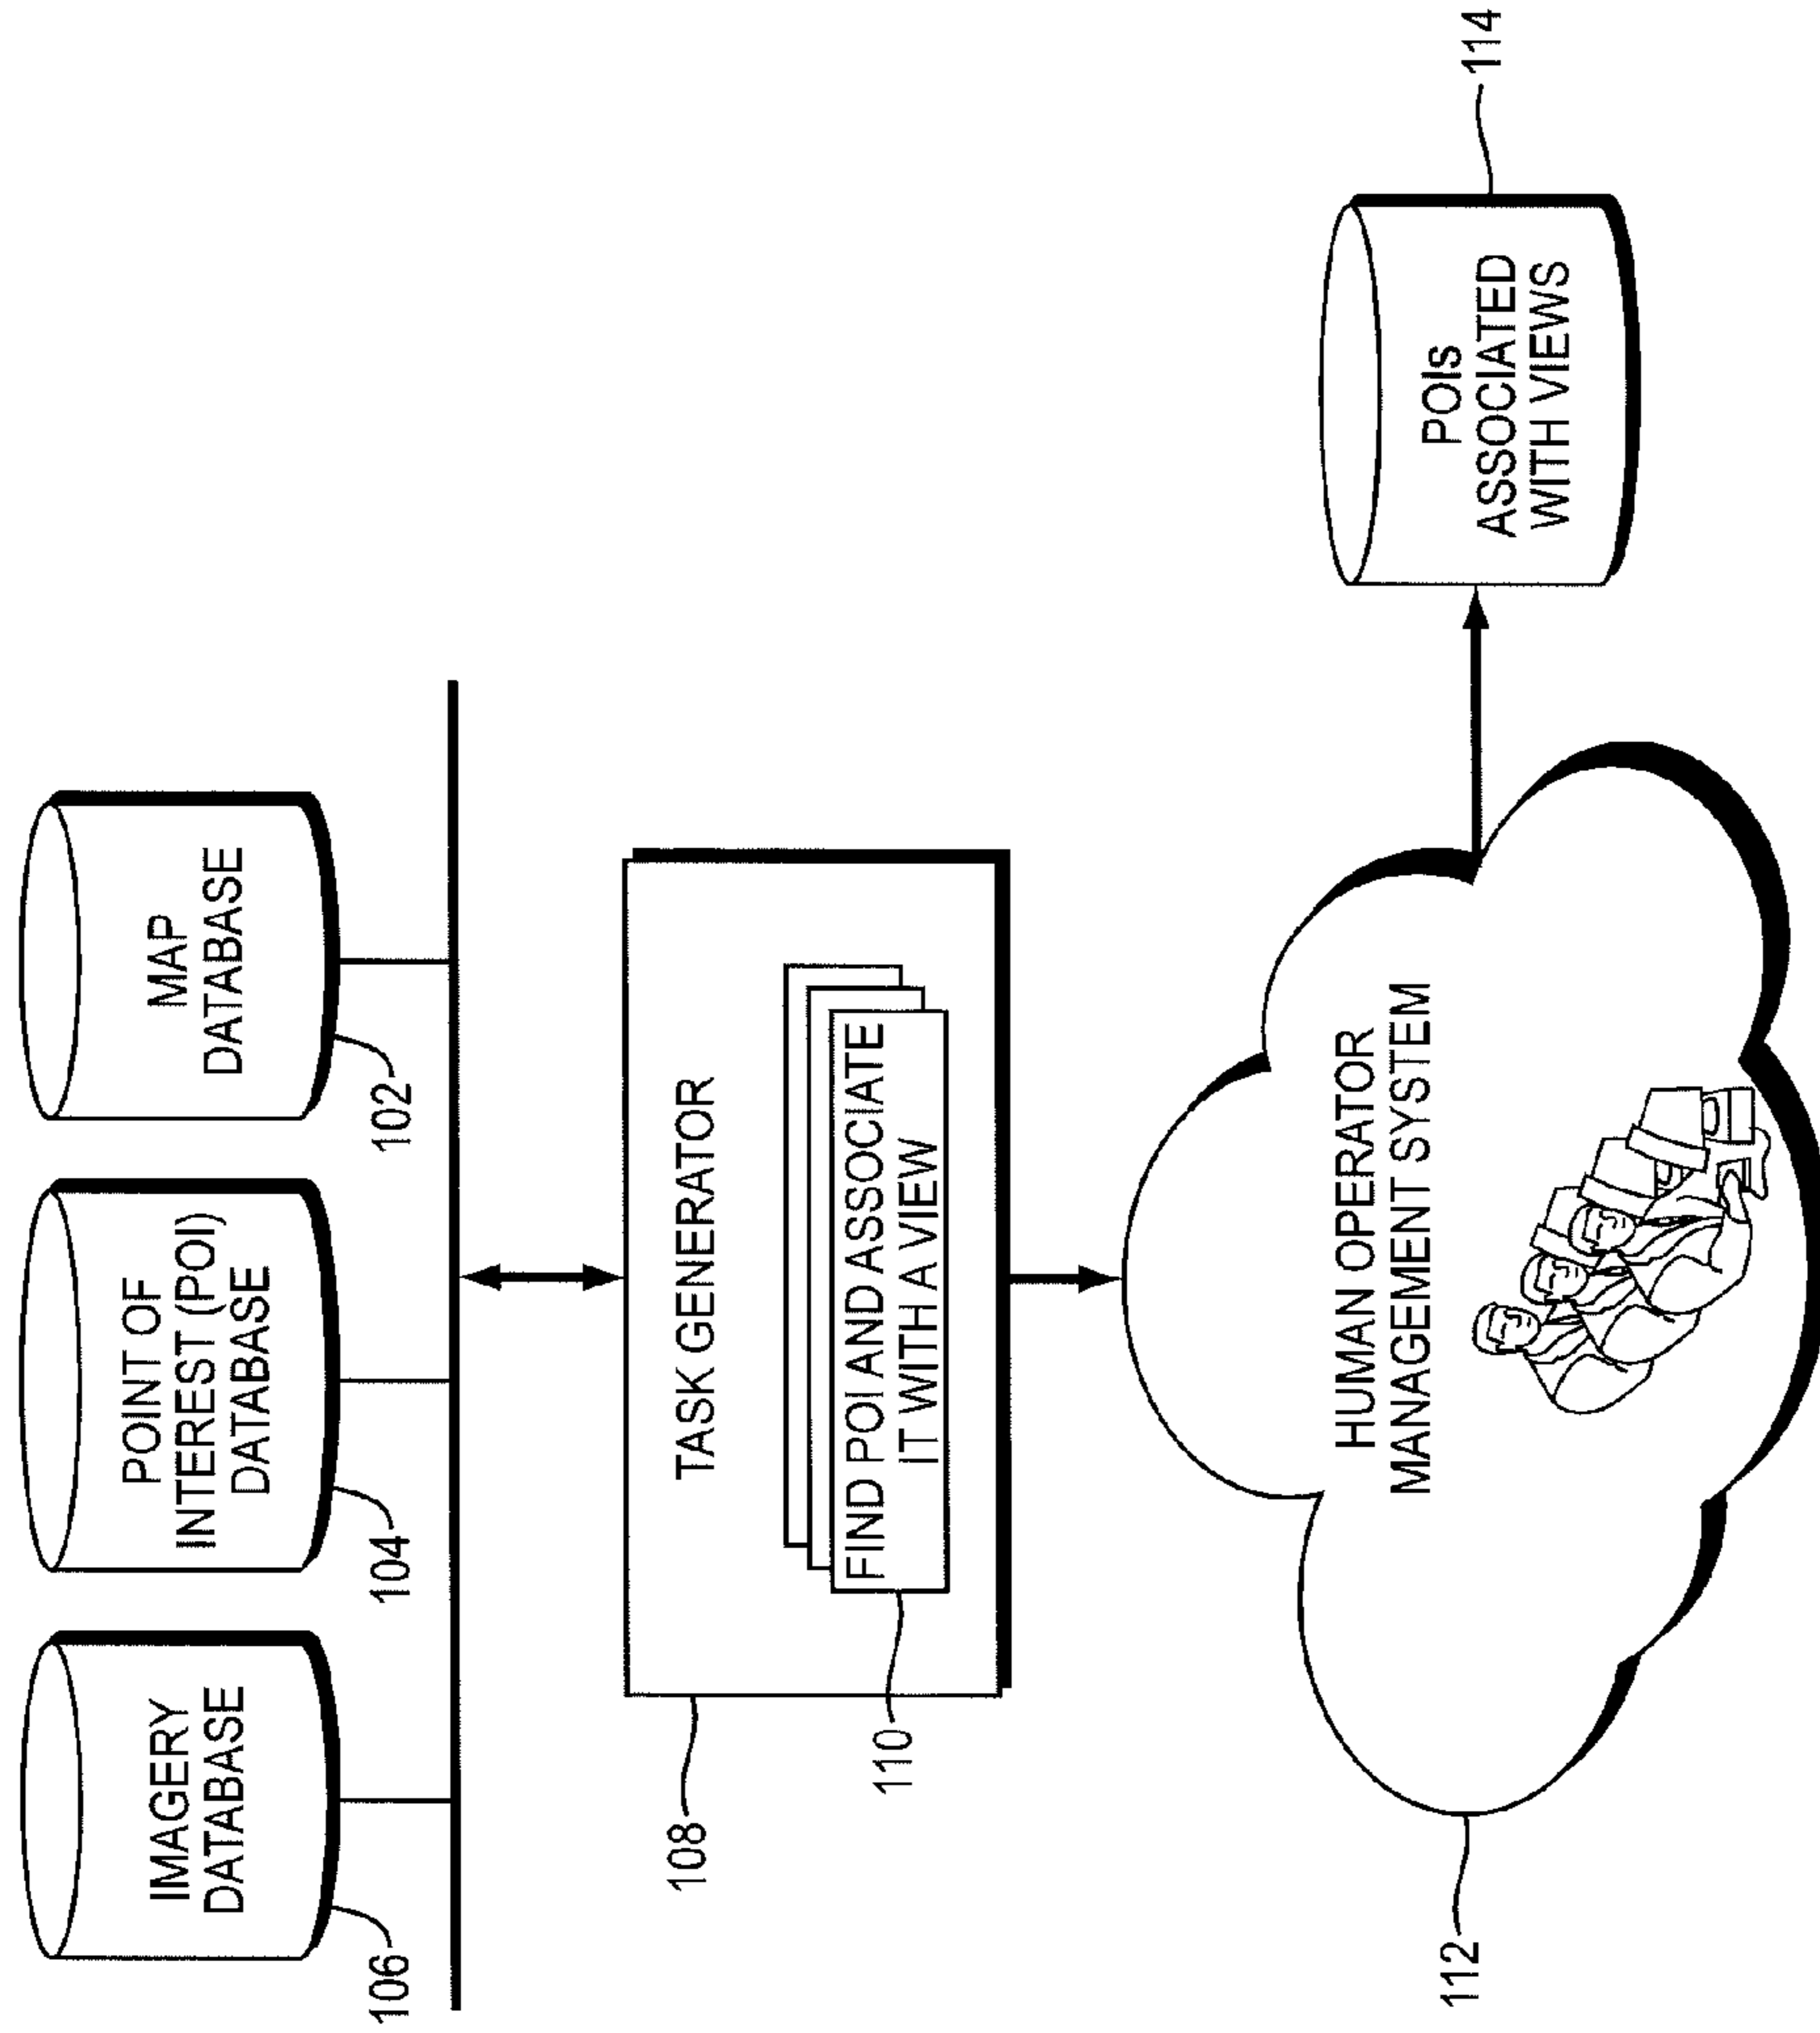 IMAGERY
DATABASE
106
POINT OF
INTEREST (POI)
DATABASE
104
MAP
DATABASE
102
TASK GENERATOR
108
FIND POI AND ASSOCIATE
IT WITH A VIEW
110
HUMAN OPERATOR
MANAGEMENT SYSTEM
112
POIs
ASSOCIATED
WITH VIEWS
114